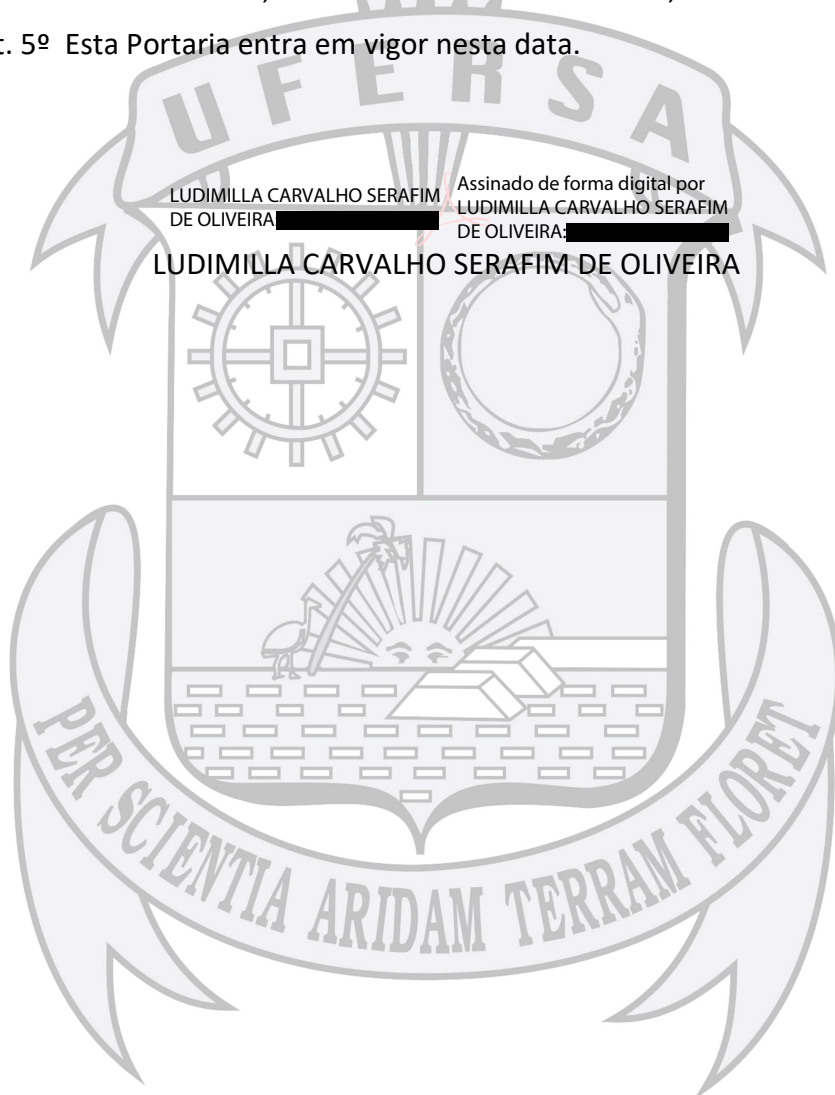 t. 5º Esta Portaria entra em vigor nesta data.
UFERSA
LUDIMILLA CARVALHO SERAFIM
DE OLIVEIRA:
Assinado de forma digital por
LUDIMILLA CARVALHO SERAFIM
DE OLIVEIRA:
LUDIMILLA CARVALHO SERAFIM DE OLIVEIRA
PER SCIENTIA ARIDAM TERRAM FLORET